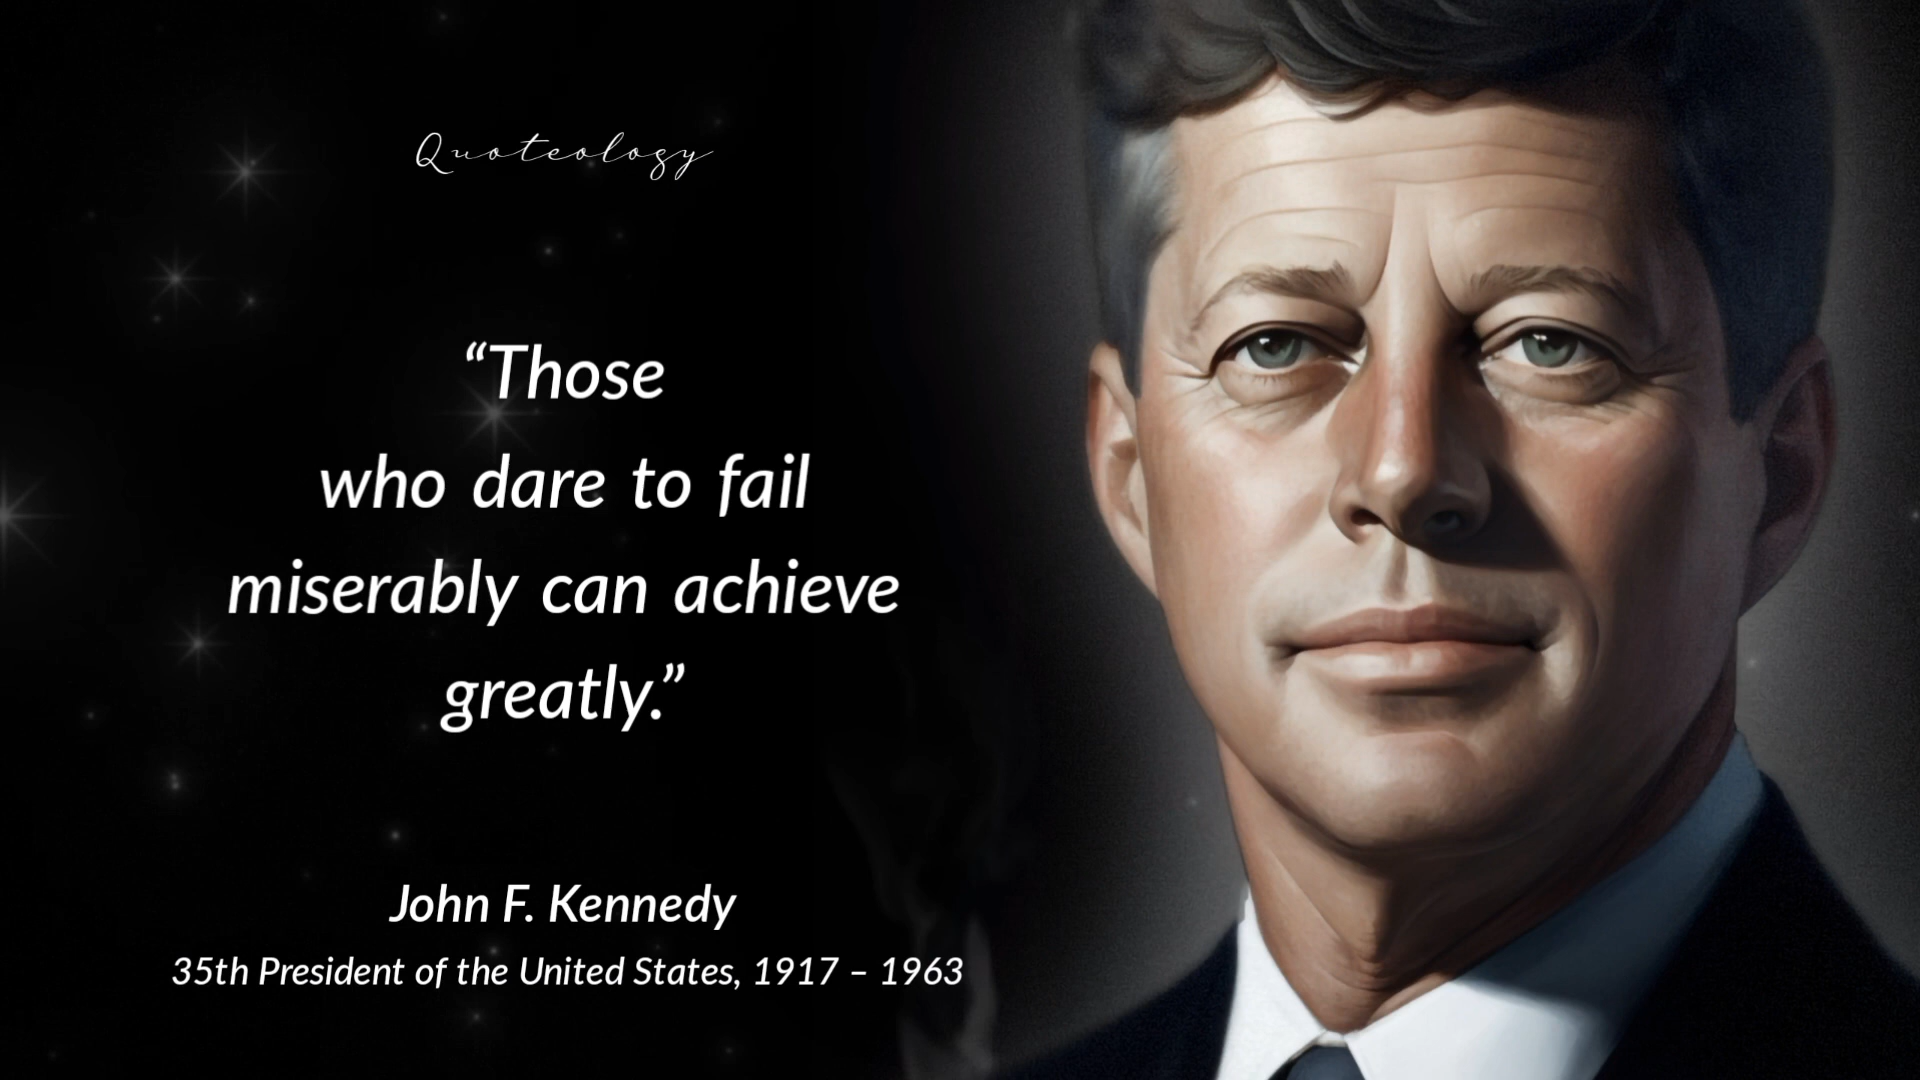 Quoteology
“Those
who dare to fail
miserably can achieve
greatly.”
John F. Kennedy
35th President of the United States, 1917 – 1963